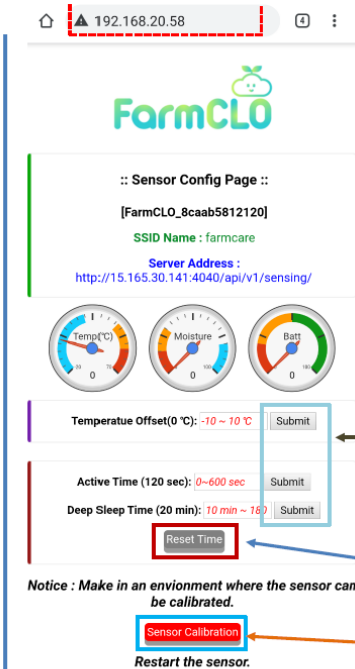 192.168.20.58
4
FarmCLO
:: Sensor Config Page ::
[FarmCLO_8caab5812120]
SSID Name : farmcare
Server Address :
http://15.165.30.141:4040/api/v1/sensing/
Temp(℃) Moisture Batt
0 0 0
Temperatue Offset(0 ℃): -10 ~ 10 ℃ Submit
Active Time (120 sec): 0~600 sec Submit
Deep Sleep Time (20 min): 10 min ~ 180 Submit
Reset Time
Notice : Make in an envionment where the sensor can
be calibrated.
Sensor Calibration
Restart the sensor.